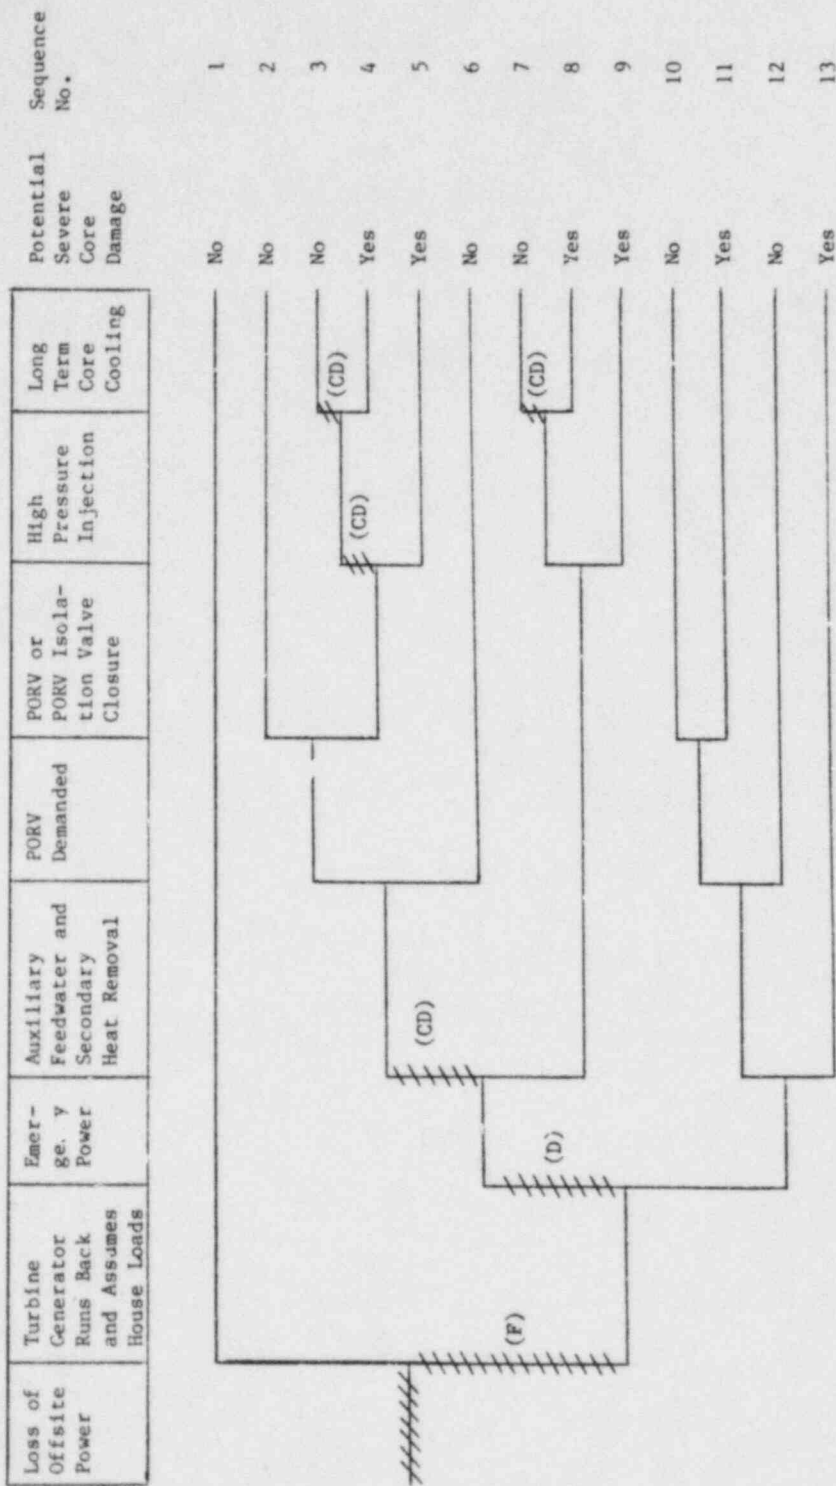 Loss of
Offsite
Power
Turbine
Generator
Runs Back
and Assumes
House Loads
Emer-
ge. y
Power
Auxiliary
Feedwater and
Secondary
Heat Removal
PORV
Demanded
PORV or
PORV Isola-
tion Valve
Closure
High
Pressure
Injection
Long
Term
Core
Cooling
Potential
Severe
Core
Damage
Sequence
No.
No 1
No 2
No 3
Yes 4
Yes 5
No 6
No 7
Yes 8
Yes 9
No 10
Yes 11
No 12
Yes 13
(F)
(D)
(CD)
(CD)
(CD)
(CD)